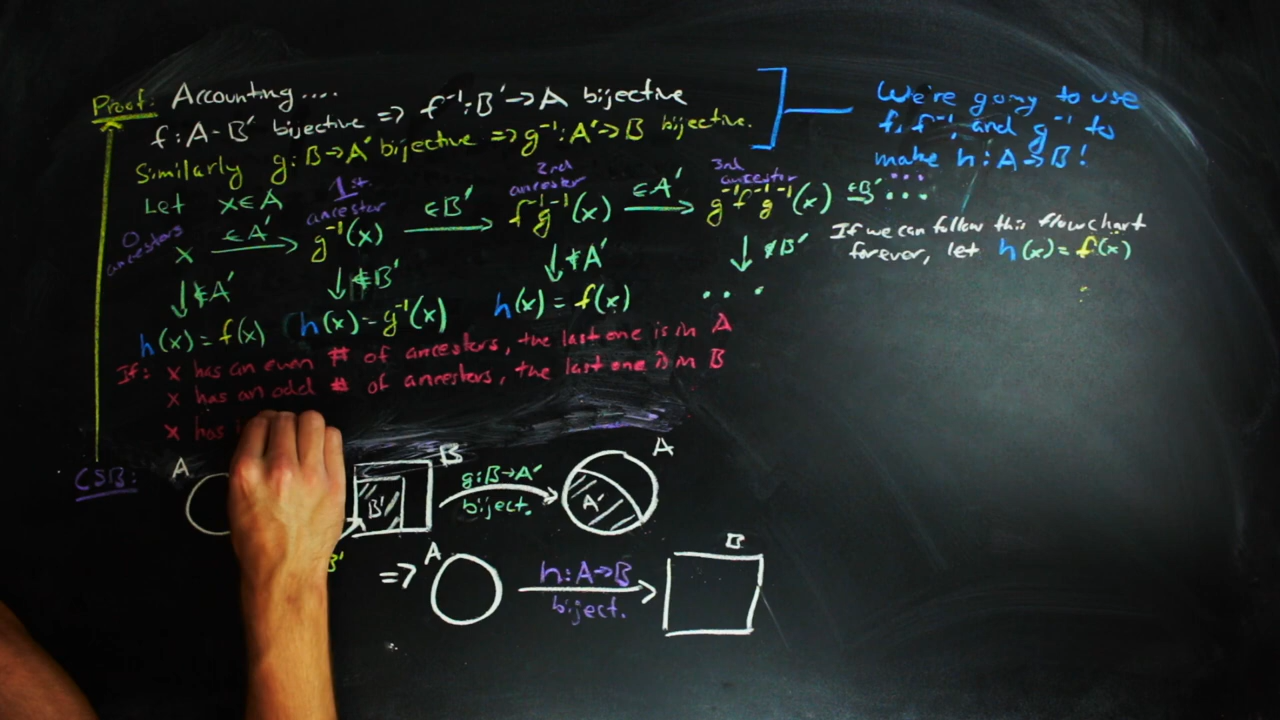 Proof: Accounting....
f: A - B' bijective => f⁻¹: B' → A bijective
Similarly g: B → A' bijective => g⁻¹: A' → B bijective.
We're going to use
f, f⁻¹, and g⁻¹ to
make h: A → B!
Let x ∈ A
0 ancestors
1st ancestor
2nd ancester
3rd ancestor
x ∈A' → g⁻¹(x) ∈B' → f⁻¹g⁻¹(x) ∈A' → g⁻¹f⁻¹g⁻¹(x) ∈B' → ...
↓ ∉A' ↓ ∉B' ↓ ∉A' ↓ ∉B'
h(x) = f(x) h(x) = g⁻¹(x) h(x) = f(x) ...
If we can follow this flowchart
forever, let h(x) = f(x)
If: x has an even # of ancesters, the last one is in A
x has an odd # of ancesters, the last one is in B
x has
CSB:
A
B'
B
g: B → A'
biject.
A'
A
B'
=> A
h: A → B
biject.
B